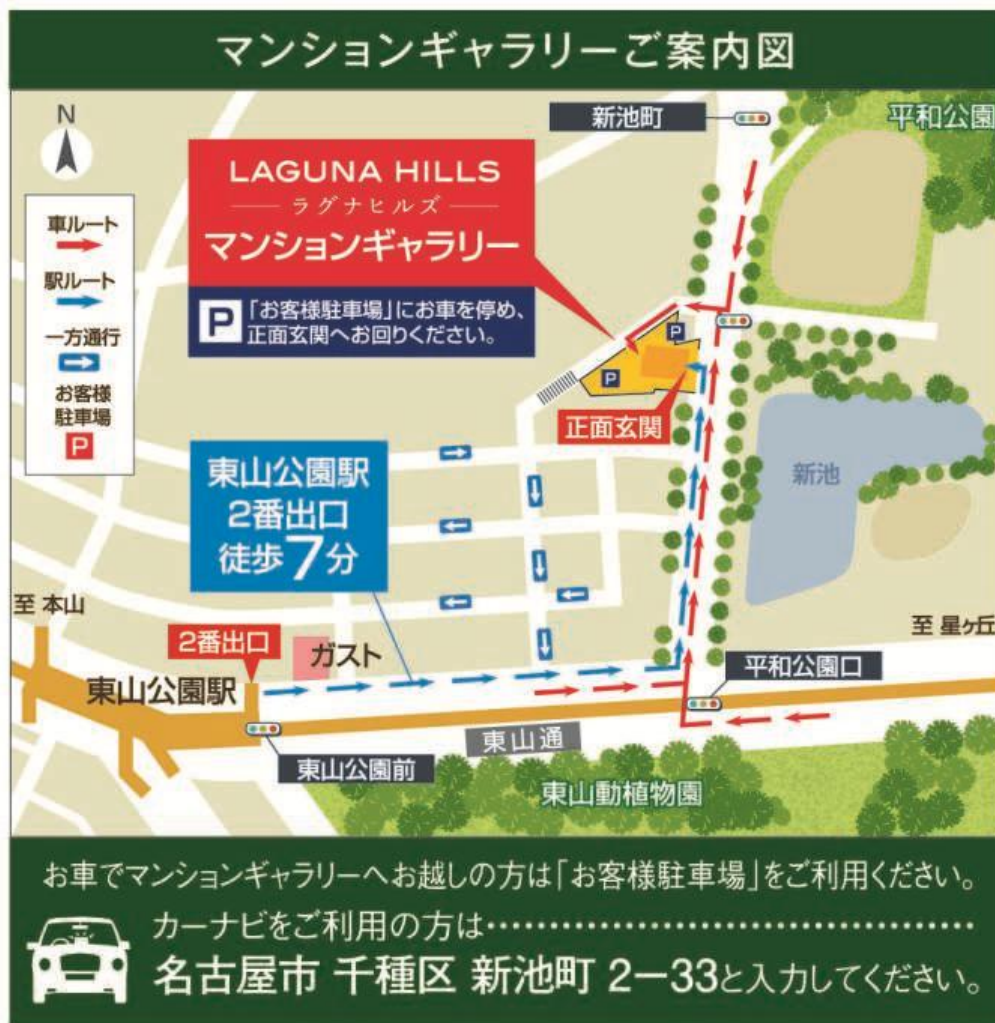 マンションギャラリーご案内図
N
車ルート
駅ルート
一方通行
お客様
駐車場
P
新池町
平和公園
LAGUNA HILLS
ラグナヒルズ
マンションギャラリー
P
「お客様駐車場」にお車を停め、
正面玄関へお回りください。
P
P
正面玄関
新池
東山公園駅
2番出口
徒歩7分
至 本山
至 星ヶ丘
2番出口
ガスト
東山公園駅
平和公園口
東山通
東山公園前
東山動植物園
お車でマンションギャラリーへお越しの方は「お客様駐車場」をご利用ください。
カーナビをご利用の方は・・・・・・・・・・・・・・・・・・・・・・・・・・・・・・・・・・・・・・・・
名古屋市 千種区 新池町 2−33と入力してください。